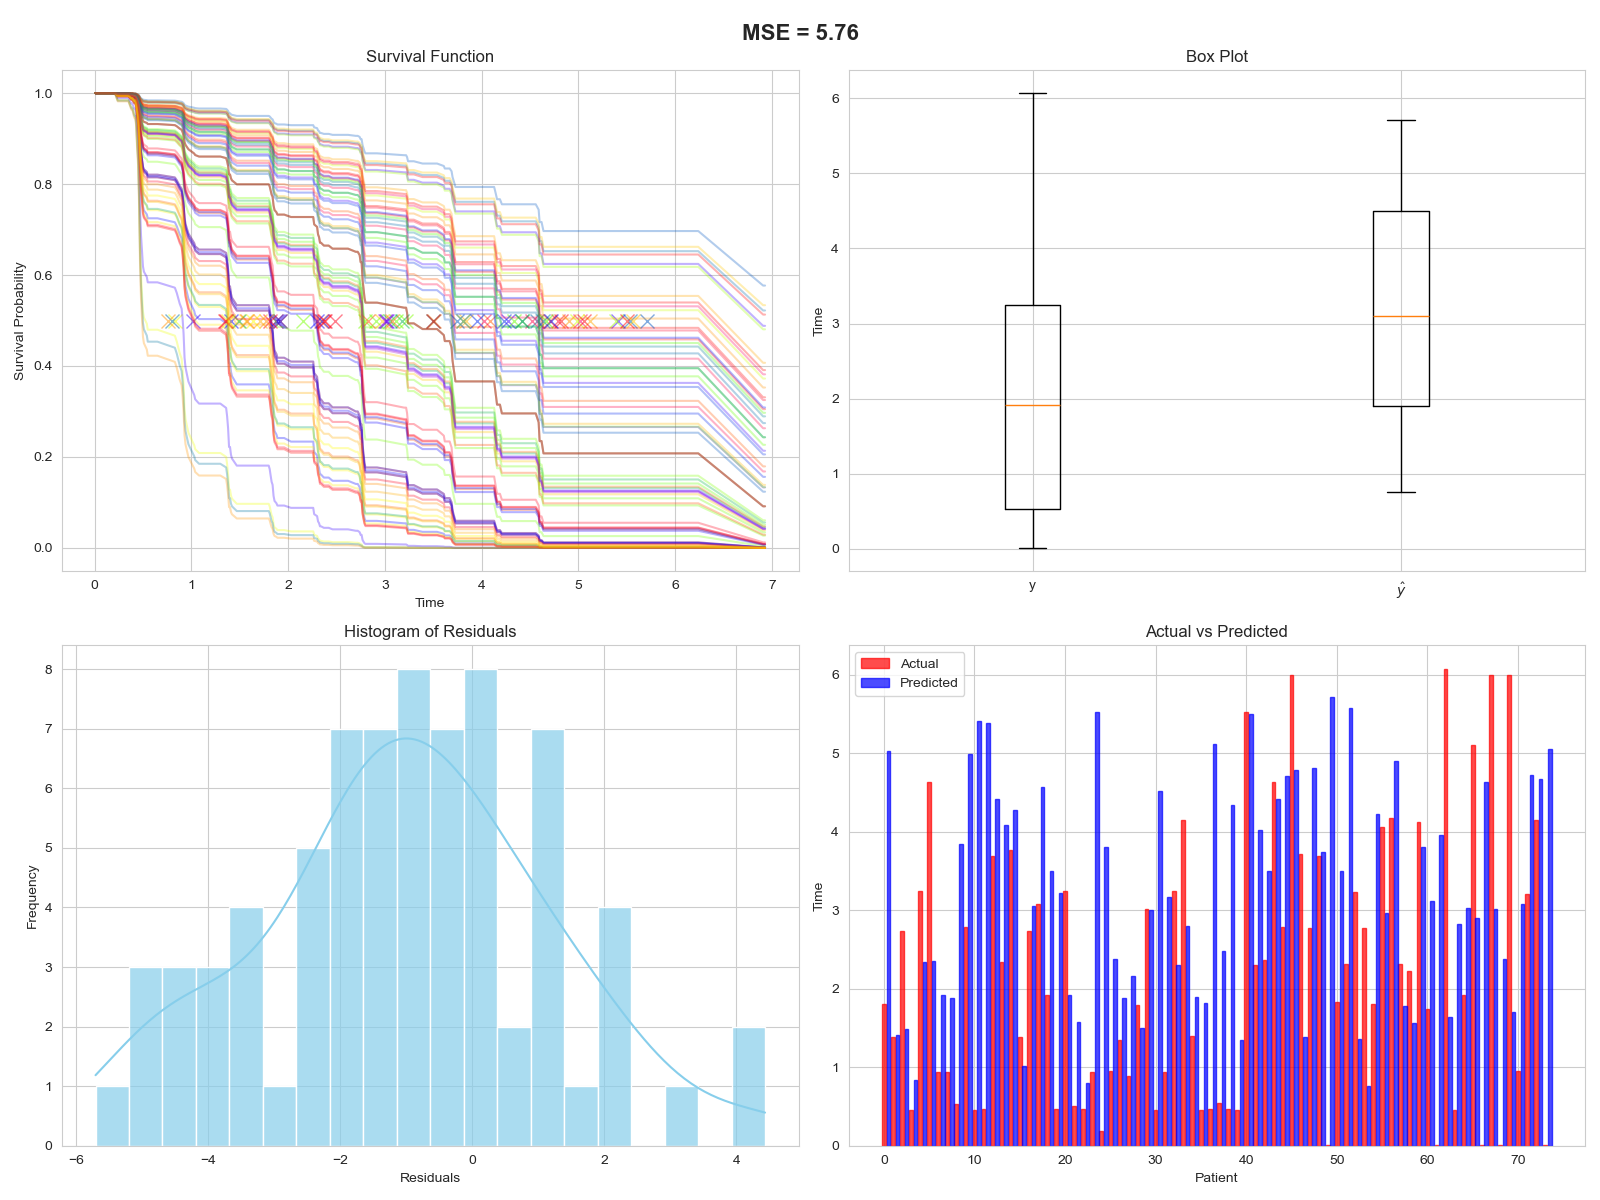 MSE = 5.76
Survival Function
Survival Probability
1.0
0.8
0.6
0.4
0.2
0.0
0 1 2 3 4 5 6 7
Time
Box Plot
Time
6
5
4
3
2
1
0
y ŷ
Histogram of Residuals
Frequency
8
7
6
5
4
3
2
1
0
−6 −4 −2 0 2 4
Residuals
Actual vs Predicted
Actual
Predicted
Time
6
5
4
3
2
1
0
0 10 20 30 40 50 60 70
Patient